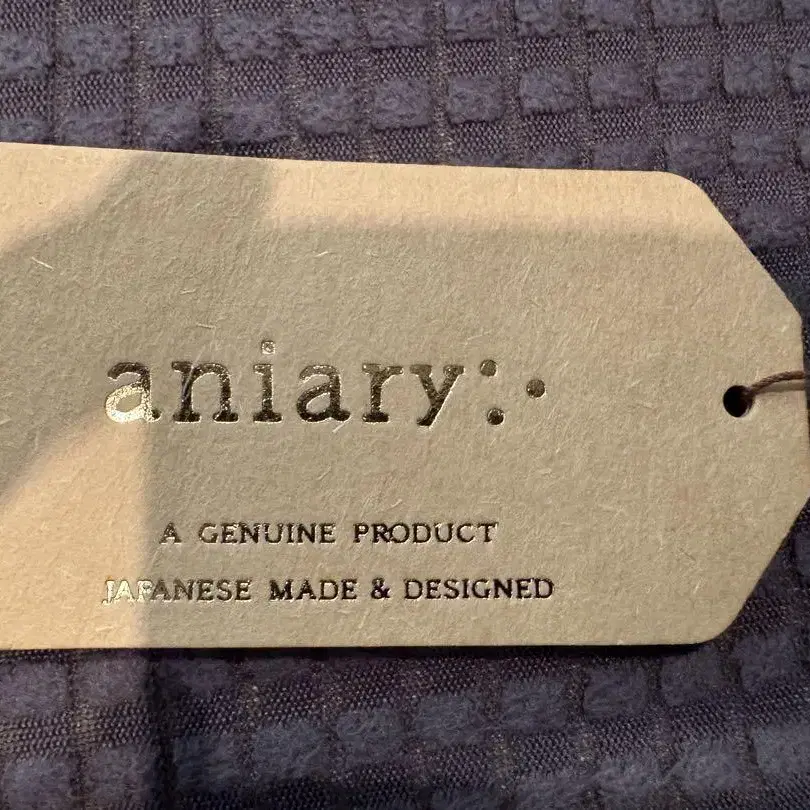 aniary:·
A GENUINE PRODUCT
JAPANESE MADE & DESIGNED